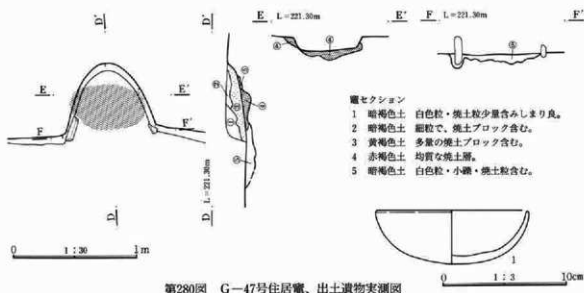 D'
E L=221.30m E'
F L=221.30m F'
④ ④
⑤
E E'
F F'
D
D'
L=221.30m
D
竈セクション
1 暗褐色土 白色粒・焼土粒少量含みしまり良。
2 暗褐色土 細粒で、焼土ブロック含む。
3 黄褐色土 多量の焼土ブロック含む。
4 赤褐色土 均質な焼土層。
5 暗褐色土 白色粒・小礫・焼土粒含む。
0 1:30 1m
1
0 1:3 10cm
第280図 G-47号住居竈、出土遺物実測図